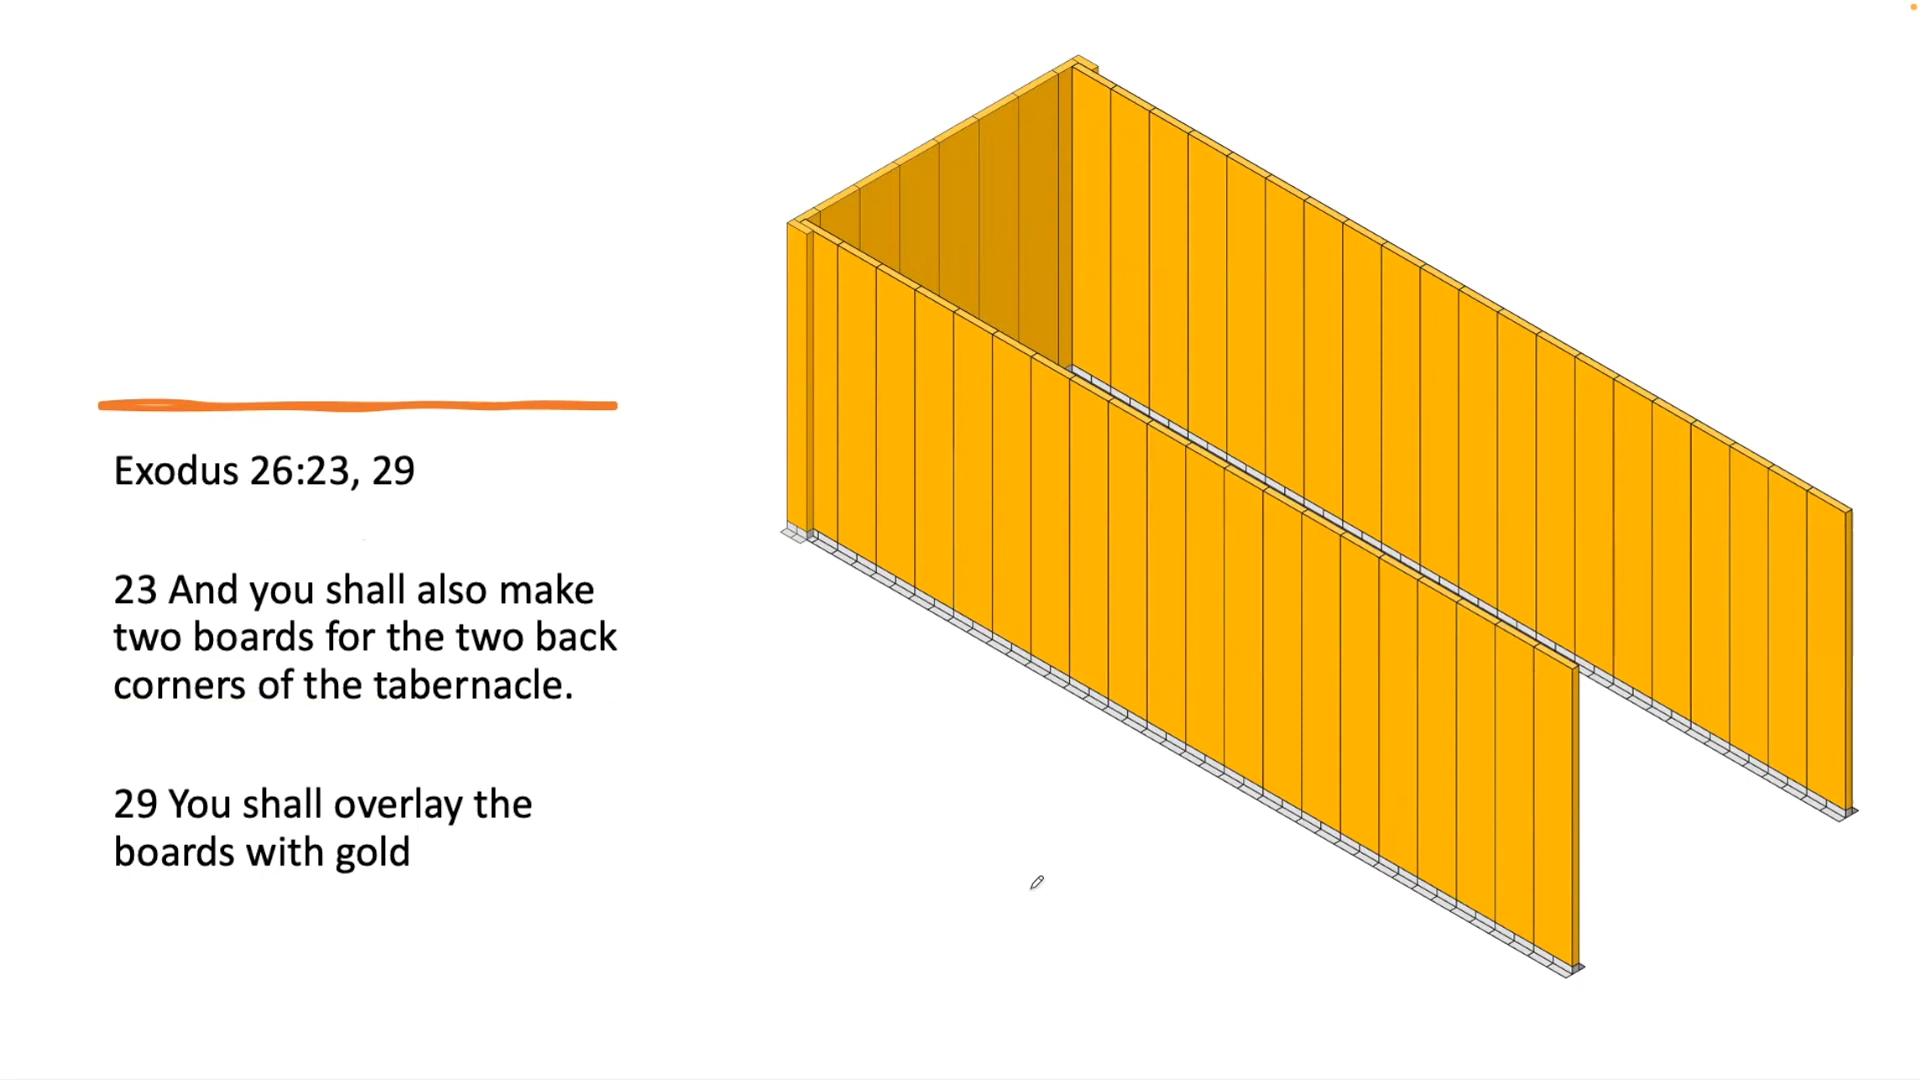 Exodus 26:23, 29
23 And you shall also make
two boards for the two back
corners of the tabernacle.
29 You shall overlay the
boards with gold